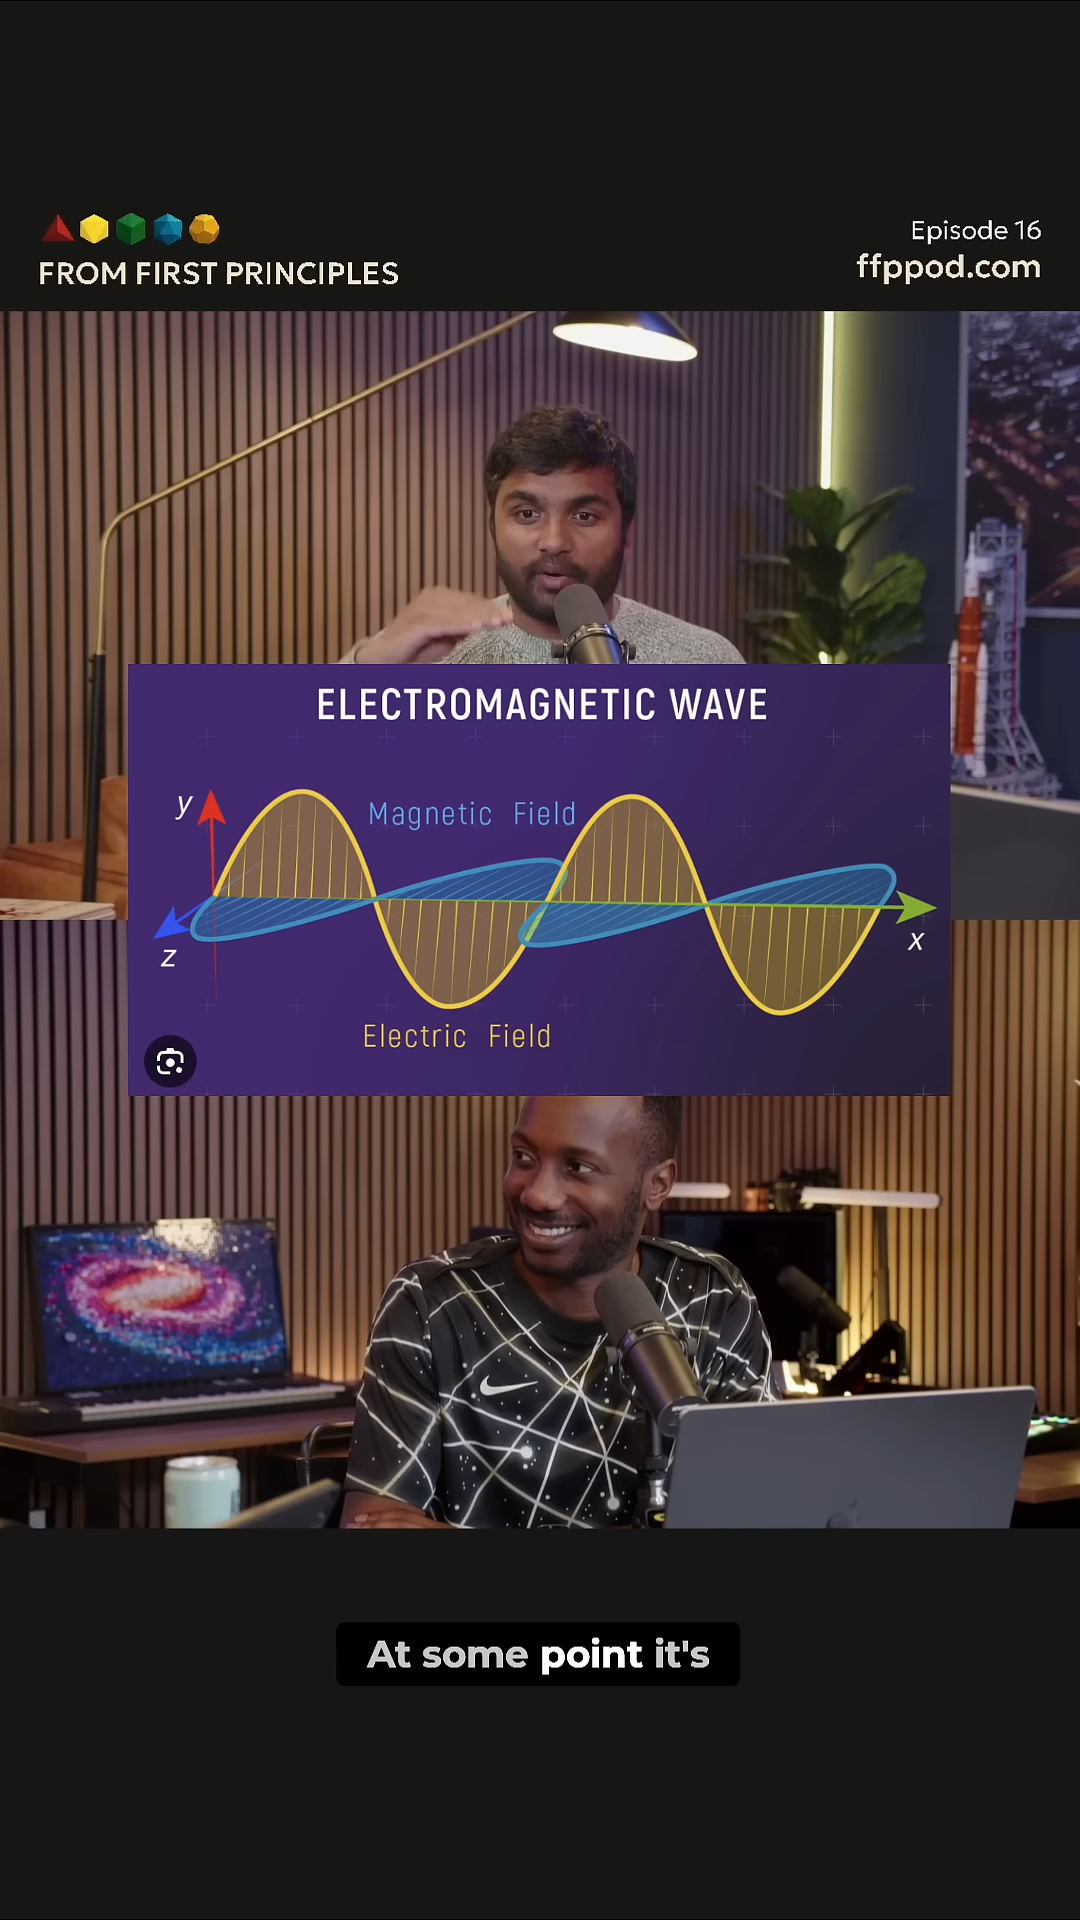 Episode 16
FROM FIRST PRINCIPLES
ffppod.com
ELECTROMAGNETIC WAVE
y
Magnetic Field
z
x
Electric Field
At some point it's